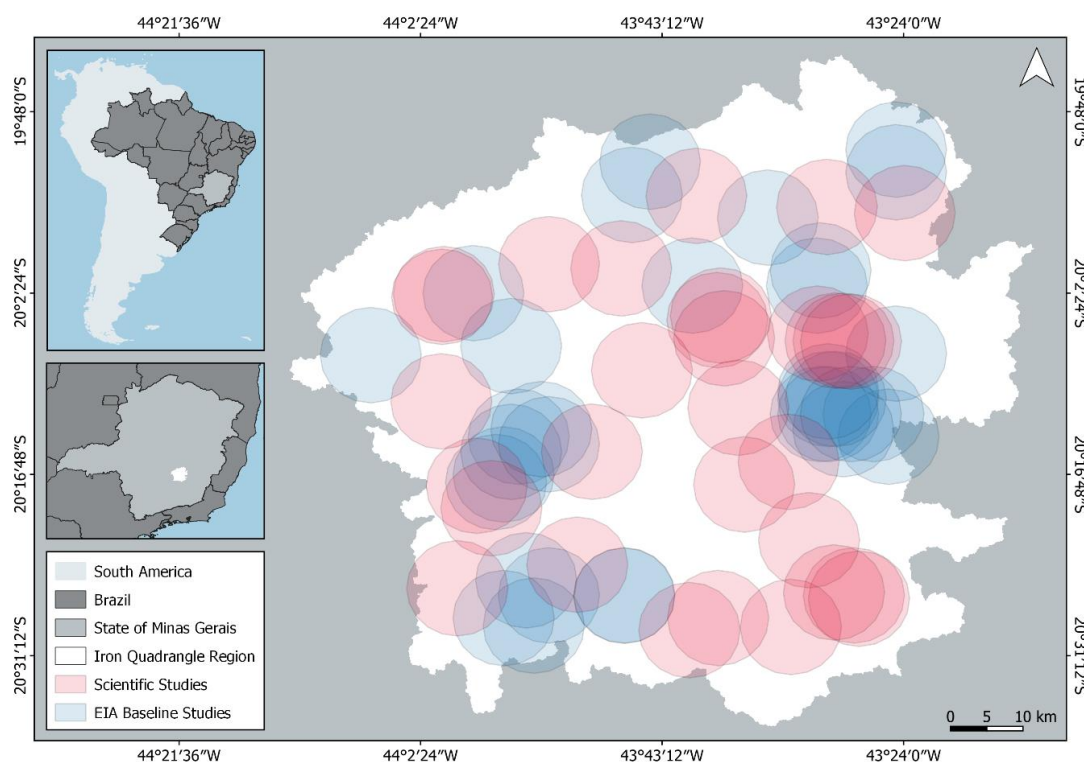 44°21′36″W 44°2′24″W 43°43′12″W 43°24′0″W
19°48′0″S 19°48′0″S
20°2′24″S 20°2′24″S
20°16′48″S 20°16′48″S
South America
Brazil
State of Minas Gerais
Iron Quadrangle Region
Scientific Studies
EIA Baseline Studies
20°31′12″S 20°31′12″S
0 5 10 km
44°21′36″W 44°2′24″W 43°43′12″W 43°24′0″W